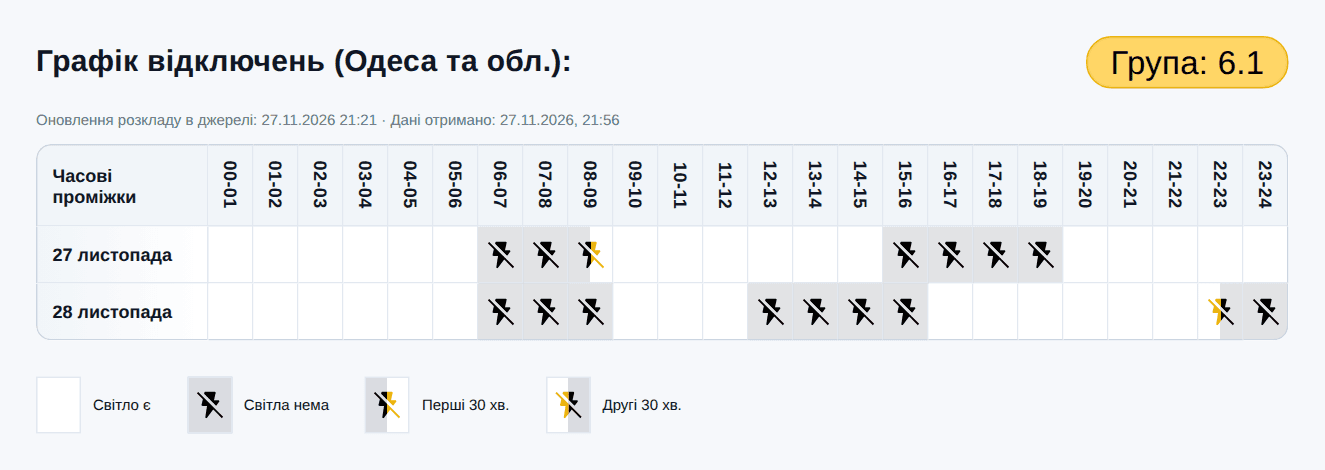 Графік відключень (Одеса та обл.):
Група: 6.1
Оновлення розкладу в джерелі: 27.11.2026 21:21 · Дані отримано: 27.11.2026, 21:56
Часові
проміжки
00-01
01-02
02-03
03-04
04-05
05-06
06-07
07-08
08-09
09-10
10-11
11-12
12-13
13-14
14-15
15-16
16-17
17-18
18-19
19-20
20-21
21-22
22-23
23-24
27 листопада
28 листопада
Світло є
Світла нема
Перші 30 хв.
Другі 30 хв.